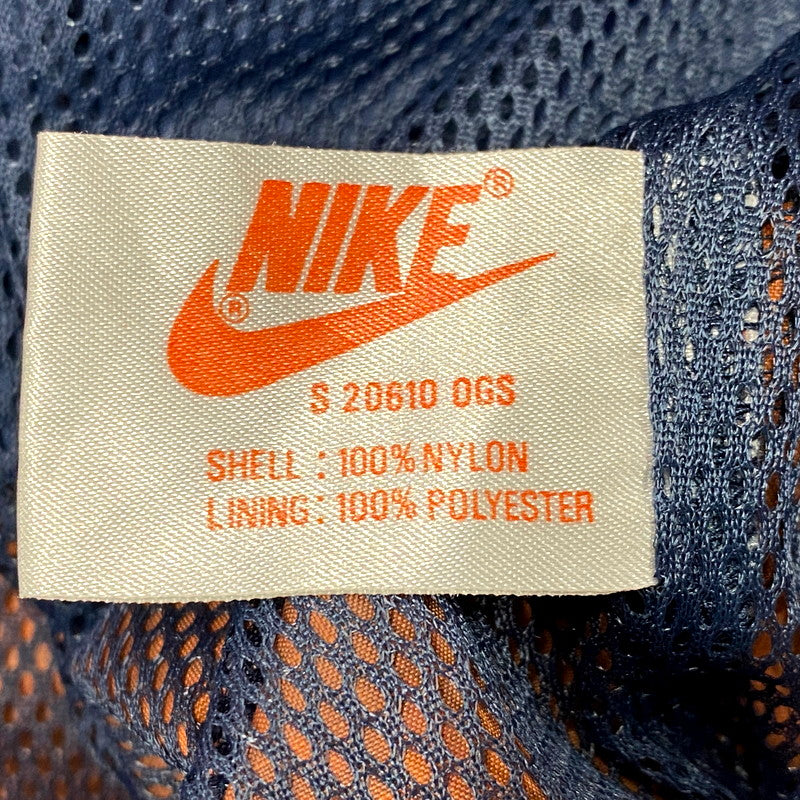 NIKE®
®
S 20610 OGS
SHELL : 100% NYLON
LINING : 100% POLYESTER